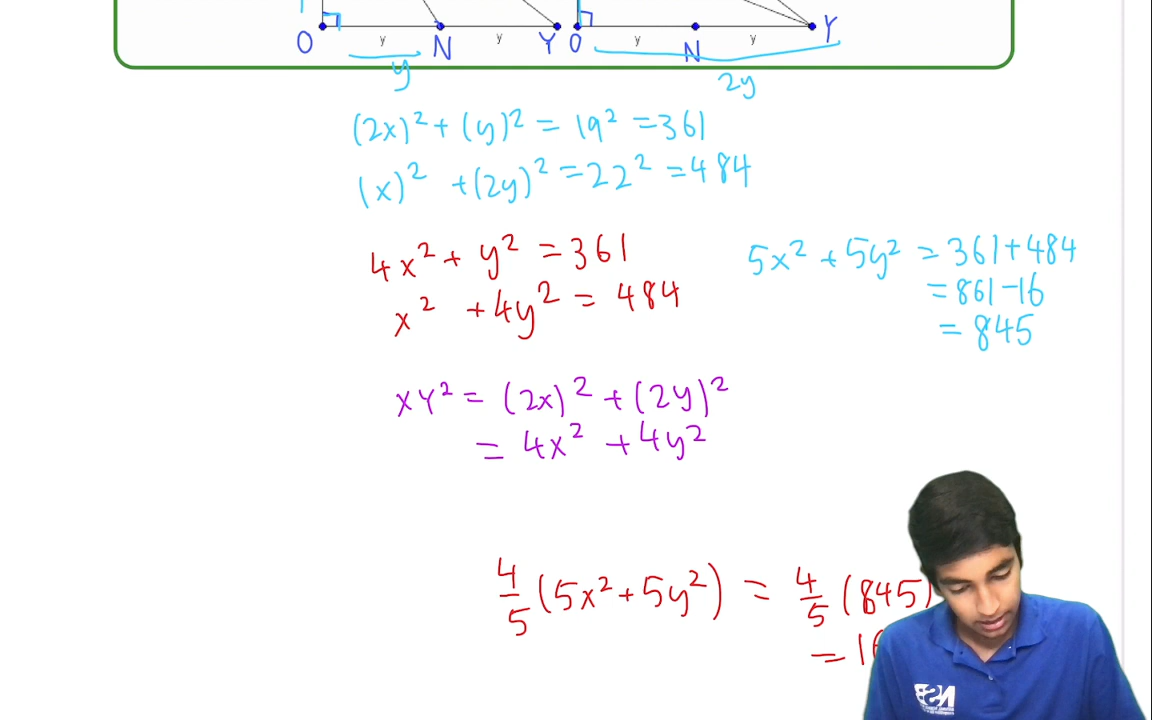 O y N y Y O y N y Y
y 2y
(2x)² + (y)² = 19² = 361
(x)² + (2y)² = 22² = 484
4x² + y² = 361
x² + 4y² = 484
5x² + 5y² = 361+484
= 861-16
= 845
XY² = (2x)² + (2y)²
= 4x² + 4y²
4/5 (5x² + 5y²) = 4/5 (845)
= 1